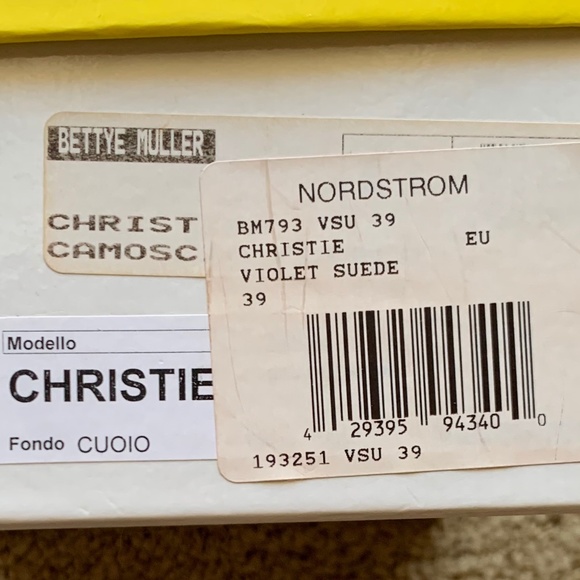 BETTYE MULLER
CHRIST
CAMOSC
NORDSTROM
BM793 VSU 39
CHRISTIE EU
VIOLET SUEDE
39
4 29395 94340 0
193251 VSU 39
Modello
CHRISTIE
Fondo CUOIO